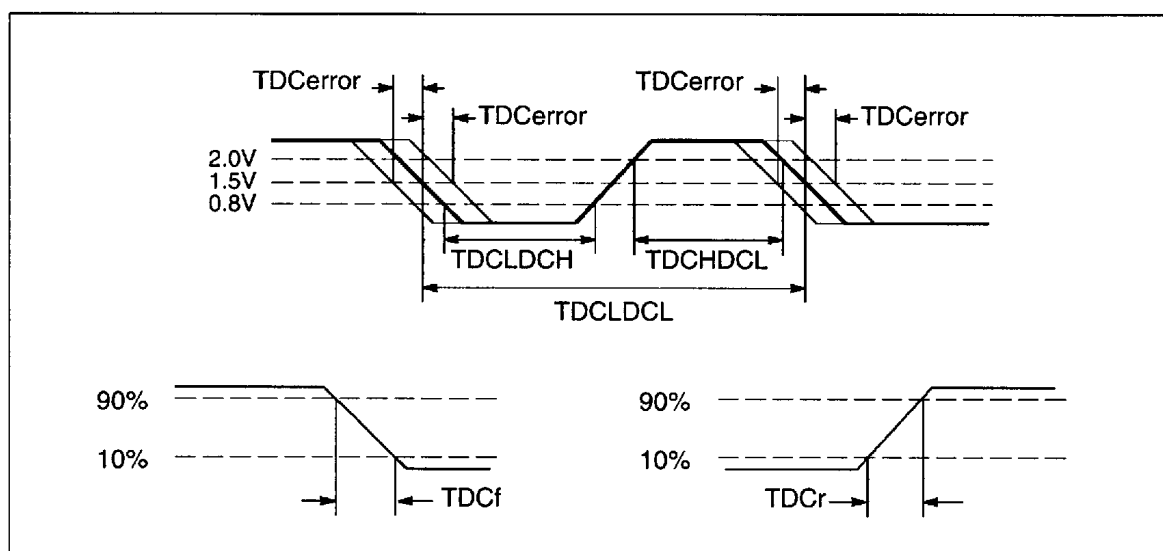 TDCerror
TDCerror
TDCerror
TDCerror
2.0V
1.5V
0.8V
TDCLDCH
TDCHDCL
TDCLDCL
90%
90%
10%
10%
TDCf
TDCr